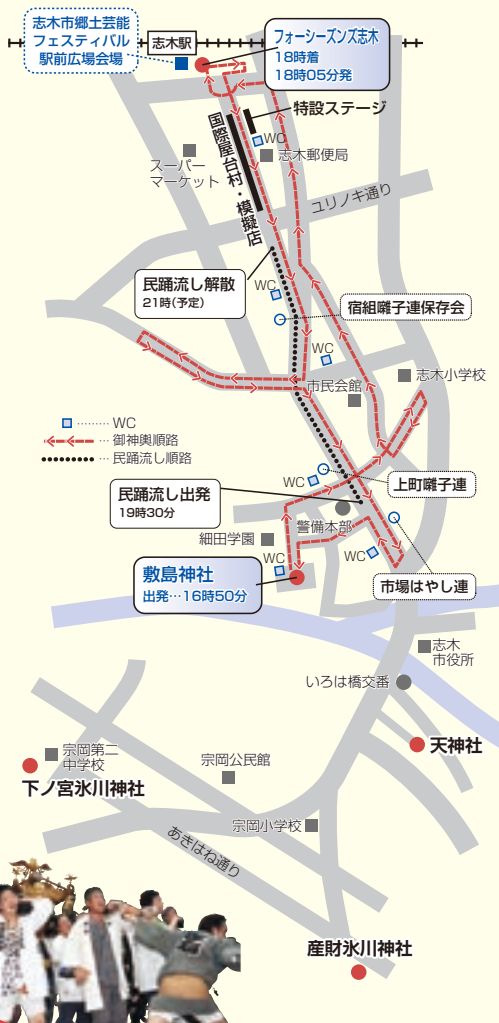 志木市郷土芸能
フェスティバル
駅前広場会場
志木駅
フォーシーズンズ志木
18時着
18時05分発
特設ステージ
WC
志木郵便局
スーパー
マーケット
国際屋台村・模擬店
ユリノキ通り
民踊流し解散
21時(予定)
WC
宿組囃子連保存会
WC
市民会館
志木小学校
WC
御神輿順路
民踊流し順路
上町囃子連
WC
民踊流し出発
19時30分
警備本部
細田学園
WC
WC
市場はやし連
敷島神社
出発…16時50分
志木
市役所
いろは橋交番
天神社
宗岡第二
中学校
下ノ宮氷川神社
宗岡公民館
宗岡小学校
あきはね通り
産財氷川神社